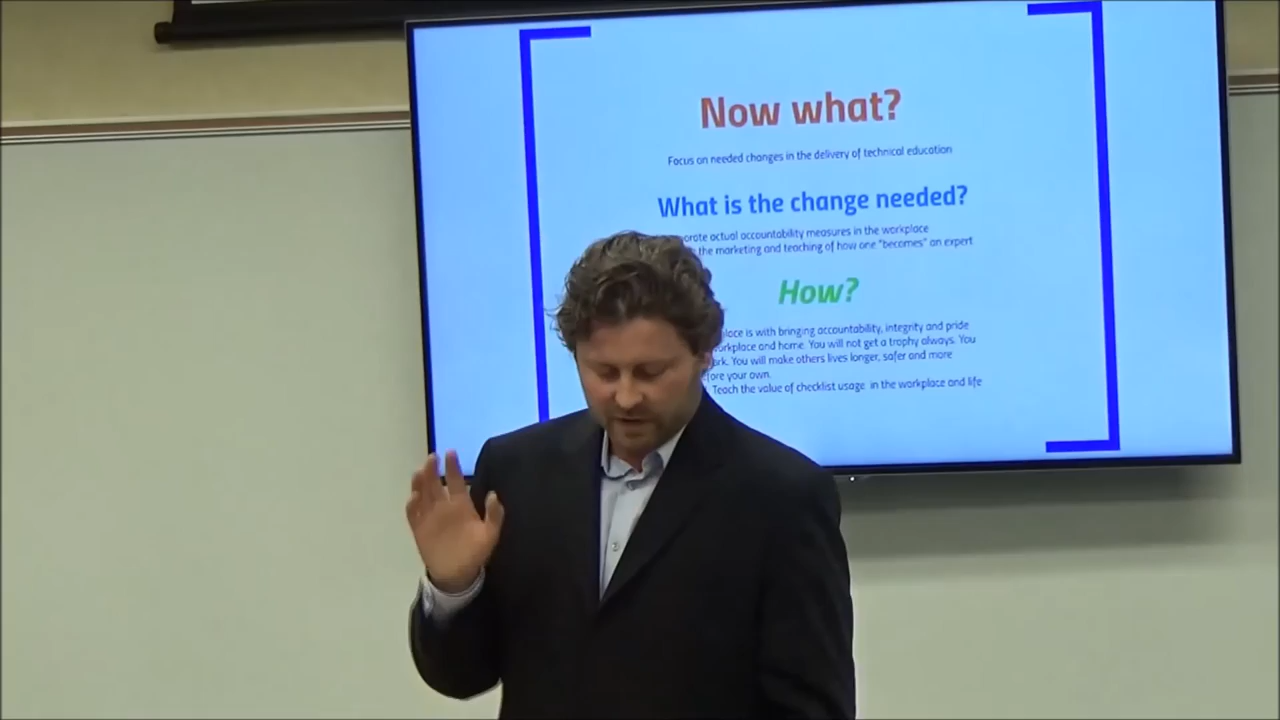 Now what?
Focus on needed changes in the delivery of technical education
What is the change needed?
actual accountability measures in the workplace
the marketing and teaching of how one "becomes" an expert
How?
is with bringing accountability, integrity and pride
and home. You will not get a trophy always. You
You will make others lives longer, safer and more
your own.
Teach the value of checklist usage in the workplace and life